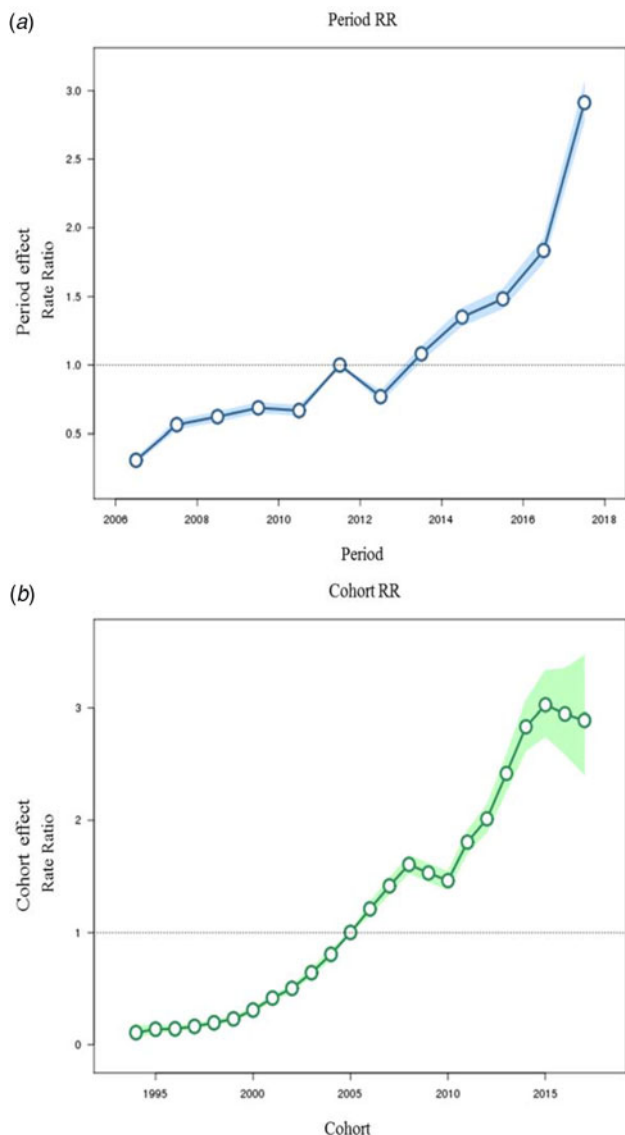 (a)
Period RR
3.0
2.5
2.0
1.5
1.0
0.5
Period effect
Rate Ratio
2006 2008 2010 2012 2014 2016 2018
Period
(b)
Cohort RR
3
2
1
0
Cohort effect
Rate Ratio
1995 2000 2005 2010 2015
Cohort